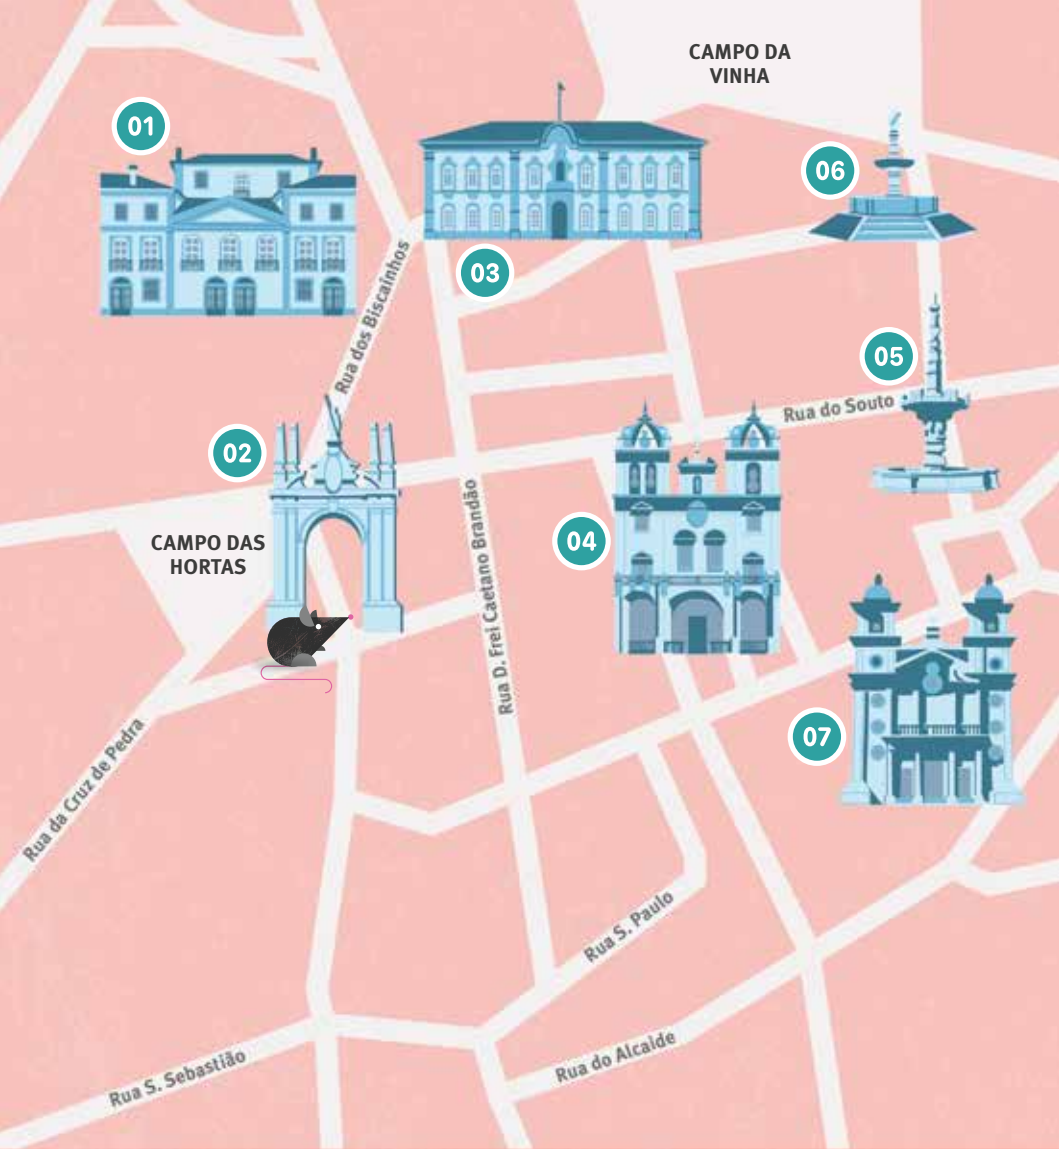 CAMPO DA
VINHA
01
06
03
Rua dos Biscainhos
05
Rua do Souto
02
CAMPO DAS
HORTAS
04
Rua D. Frei Caetano Brandão
07
Rua da Cruz de Pedra
Rua S. Paulo
Rua do Alcaide
Rua S. Sebastião